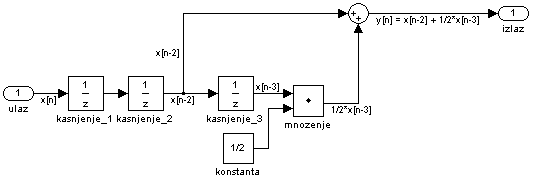 +
+
y[n] = x[n-2] + 1/2*x[n-3]
1
izlaz
x[n-2]
1
ulaz
x[n]
1
z
kasnjenje_1
1
z
kasnjenje_2
x[n-2]
1
z
kasnjenje_3
x[n-3]
mnozenje
1/2*x[n-3]
1/2
konstanta